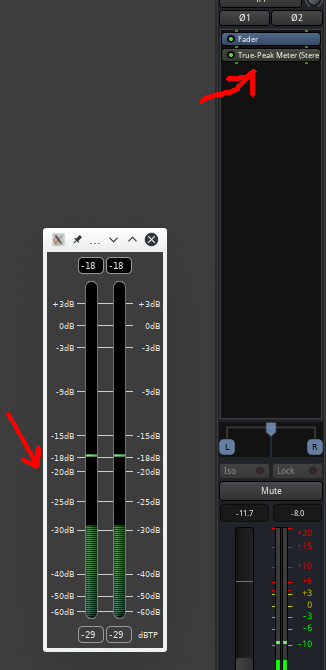 Ø1 Ø2
Fader
True-Peak Meter (Stere
...
-18 -18
+3dB +3dB
0dB 0dB
-3dB -3dB
-9dB -9dB
-15dB -15dB
-18dB -18dB
-20dB -20dB
-25dB -25dB
-30dB -30dB
-40dB -40dB
-50dB -50dB
-60dB -60dB
-29 -29 dBTP
L R
Iso Lock
Mute
-11.7 -8.0
+20
+15
+10
+6
+3
0
-3
-6
-10